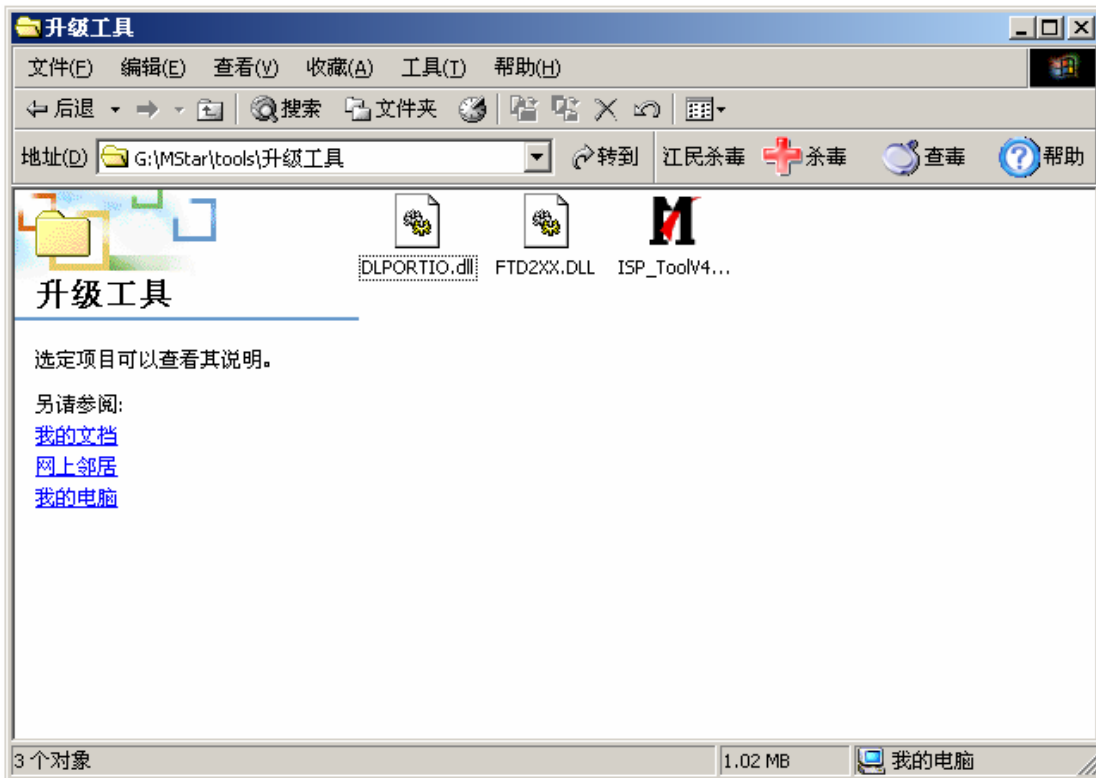 升级工具
文件(F) 编辑(E) 查看(V) 收藏(A) 工具(T) 帮助(H)
后退 搜索 文件夹
地址(D) G:\MStar\tools\升级工具 转到 江民杀毒 杀毒 查毒 帮助
DLPORTIO.dll FTD2XX.DLL ISP_ToolV4...
升级工具
选定项目可以查看其说明。
另请参阅:
我的文档
网上邻居
我的电脑
3 个对象 1.02 MB 我的电脑